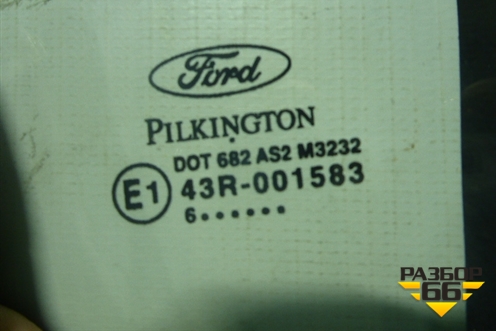 Ford
PILKINGTON
DOT 682 AS2 M3232
E1 43R-001583
6••••••
РАЗБОР
66